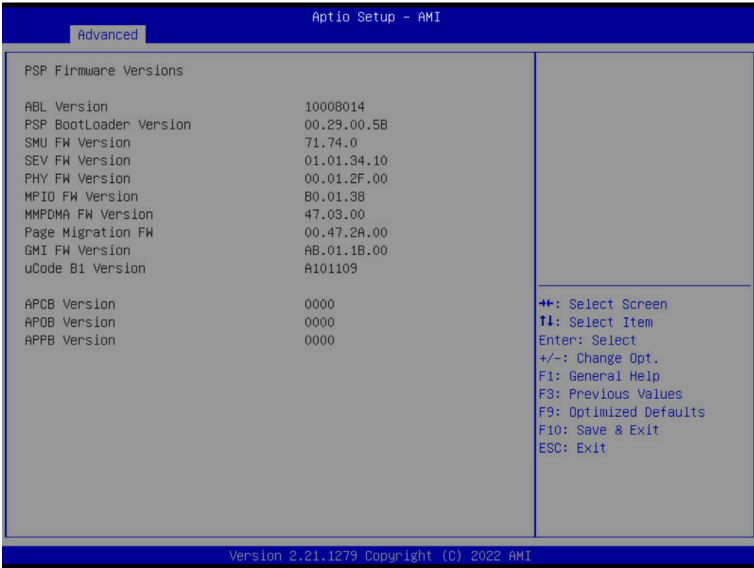 Aptio Setup – AMI
Advanced
PSP Firmware Versions
ABL Version 10008014
PSP BootLoader Version 00.29.00.5B
SMU FW Version 71.74.0
SEV FW Version 01.01.34.10
PHY FW Version 00.01.2F.00
MPIO FW Version B0.01.38
MMPDMA FW Version 47.03.00
Page Migration FW 00.47.2A.00
GMI FW Version AB.01.1B.00
uCode B1 Version A101109
APCB Version 0000
APOB Version 0000
APPB Version 0000
→←: Select Screen
↑↓: Select Item
Enter: Select
+/-: Change Opt.
F1: General Help
F3: Previous Values
F9: Optimized Defaults
F10: Save & Exit
ESC: Exit
Version 2.21.1279 Copyright (C) 2022 AMI